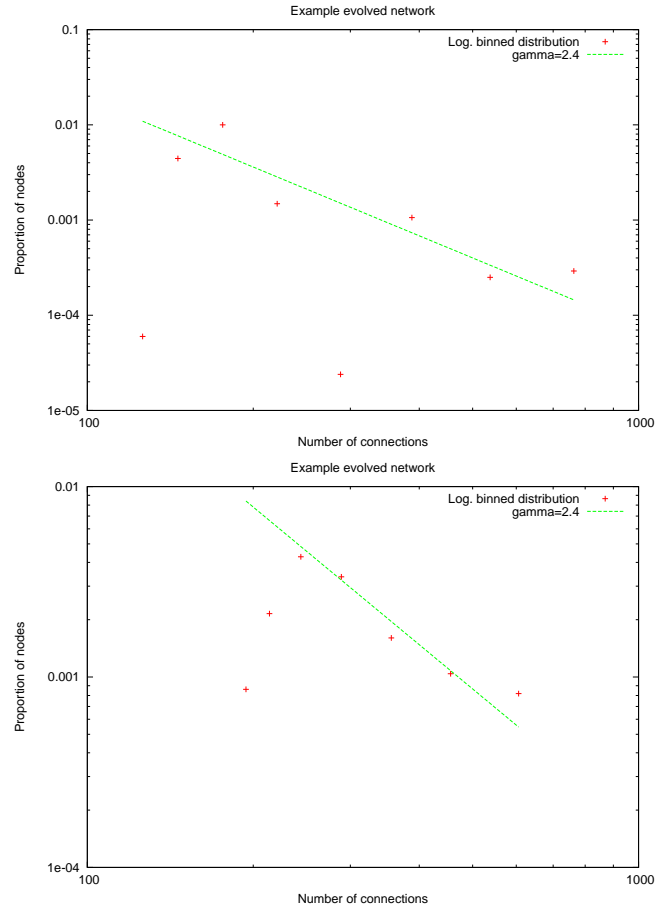 Example evolved network
0.1
Log. binned distribution
gamma=2.4
0.01
0.001
1e-04
1e-05
100
1000
Proportion of nodes
Number of connections
Example evolved network
0.01
Log. binned distribution
gamma=2.4
0.001
1e-04
100
1000
Proportion of nodes
Number of connections